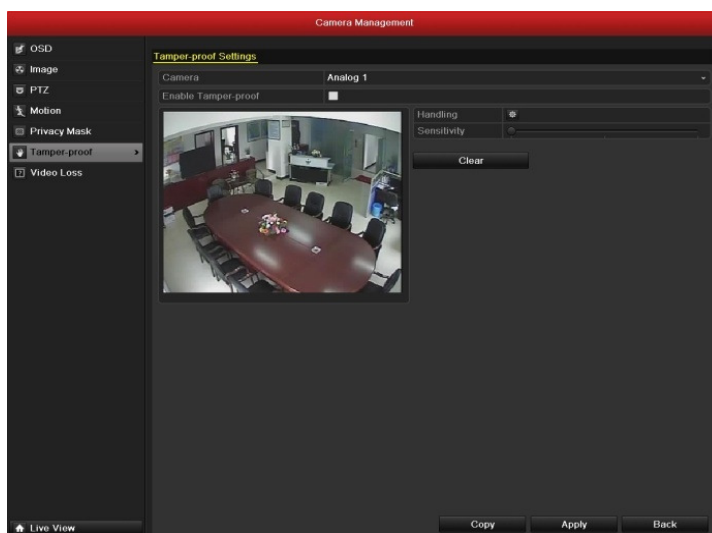 Camera Management
OSD
Image
PTZ
Motion
Privacy Mask
Tamper-proof
Video Loss
Live View
Tamper-proof Settings
Camera Analog 1
Enable Tamper-proof
Handling
Sensitivity
Clear
Copy Apply Back